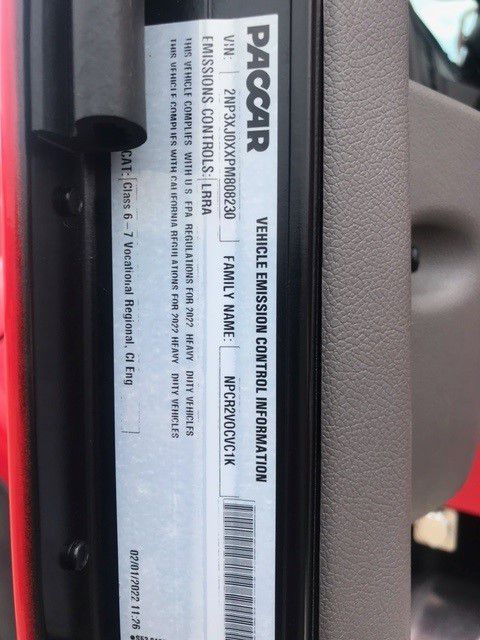 PACCAR
VEHICLE EMISSION CONTROL INFORMATION
VIN: 2NP3XJ0XXPM808230 FAMILY NAME: NPCR2VOCVC1K
EMISSIONS CONTROLS: LRRA
THIS VEHICLE COMPLIES WITH U.S. EPA REGULATIONS FOR 2022 HEAVY DUTY VEHICLES
THIS VEHICLE COMPLIES WITH CALIFORNIA REGULATIONS FOR 2022 HEAVY DUTY VEHICLES
CAT: Class 6 – 7 Vocational Regional, CI Eng
02/01/2022 11:26